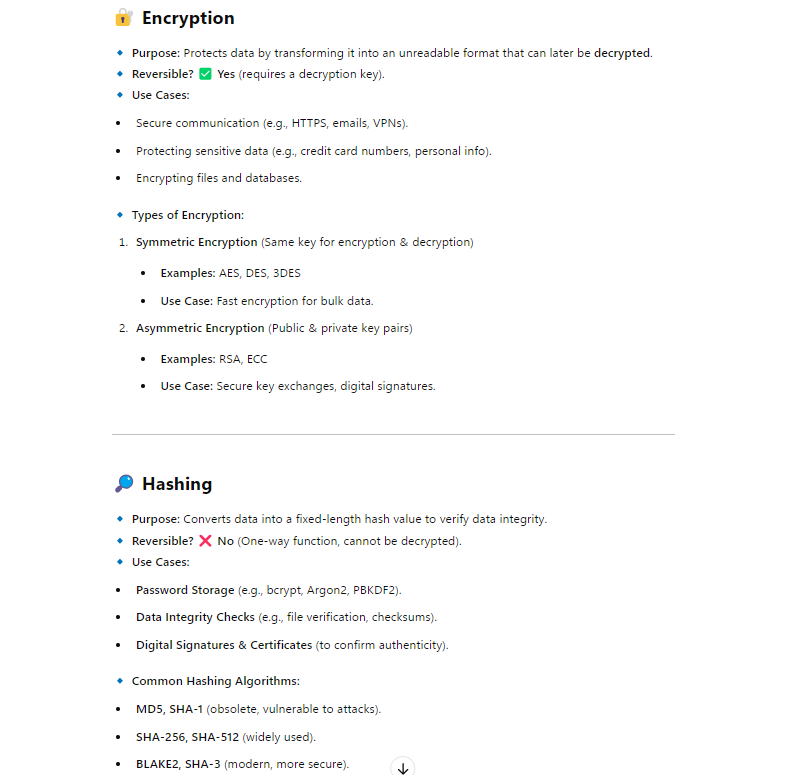 🔐 Encryption
🔹 Purpose: Protects data by transforming it into an unreadable format that can later be decrypted.
🔹 Reversible? ✅ Yes (requires a decryption key).
🔹 Use Cases:
• Secure communication (e.g., HTTPS, emails, VPNs).
• Protecting sensitive data (e.g., credit card numbers, personal info).
• Encrypting files and databases.
🔹 Types of Encryption:
1. Symmetric Encryption (Same key for encryption & decryption)
• Examples: AES, DES, 3DES
• Use Case: Fast encryption for bulk data.
2. Asymmetric Encryption (Public & private key pairs)
• Examples: RSA, ECC
• Use Case: Secure key exchanges, digital signatures.
🔎 Hashing
🔹 Purpose: Converts data into a fixed-length hash value to verify data integrity.
🔹 Reversible? ❌ No (One-way function, cannot be decrypted).
🔹 Use Cases:
• Password Storage (e.g., bcrypt, Argon2, PBKDF2).
• Data Integrity Checks (e.g., file verification, checksums).
• Digital Signatures & Certificates (to confirm authenticity).
🔹 Common Hashing Algorithms:
• MD5, SHA-1 (obsolete, vulnerable to attacks).
• SHA-256, SHA-512 (widely used).
• BLAKE2, SHA-3 (modern, more secure).